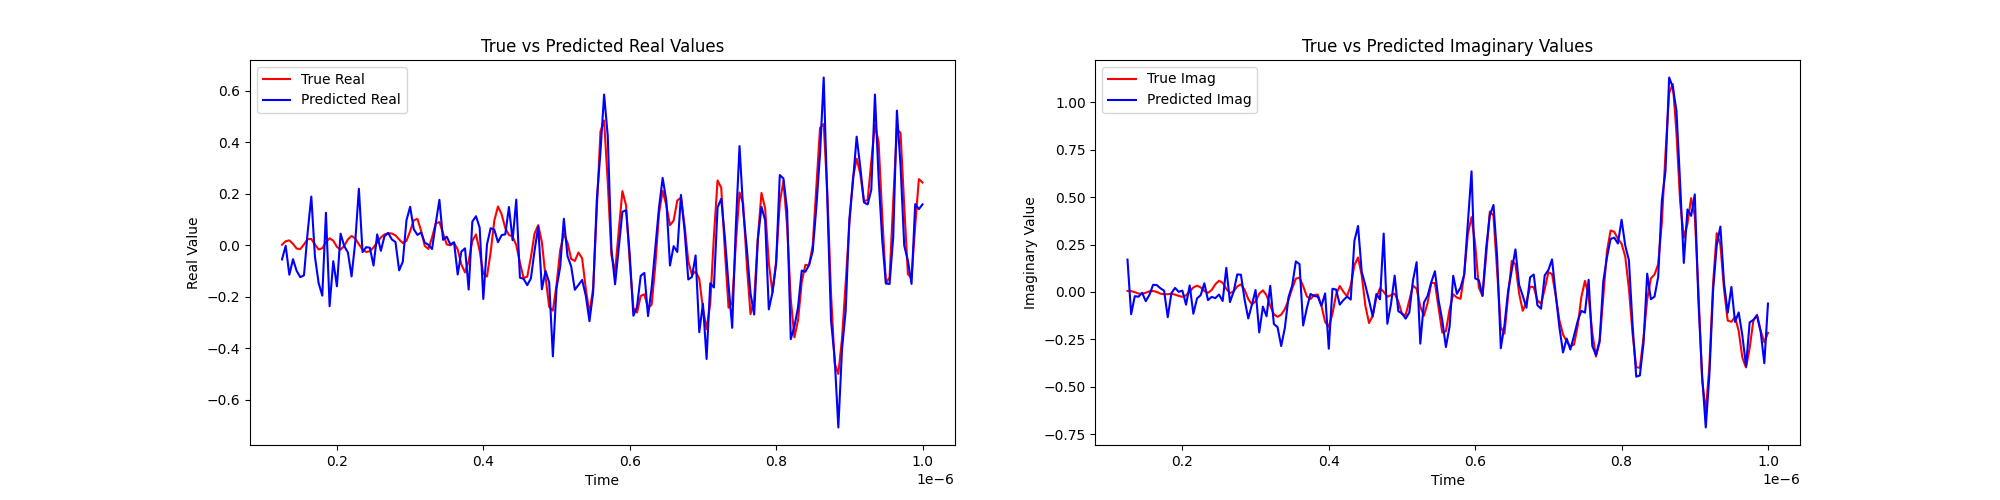 True vs Predicted Real Values
True Real
Predicted Real
Real Value
0.6
0.4
0.2
0.0
−0.2
−0.4
−0.6
0.2
0.4
0.6
0.8
1.0
1e−6
Time
True vs Predicted Imaginary Values
True Imag
Predicted Imag
Imaginary Value
1.00
0.75
0.50
0.25
0.00
−0.25
−0.50
−0.75
0.2
0.4
0.6
0.8
1.0
1e−6
Time